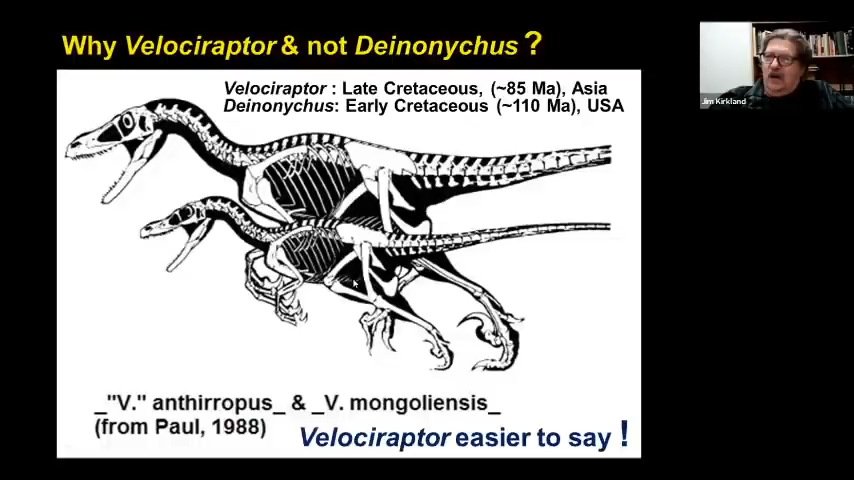 Why Velociraptor & not Deinonychus ?
Velociraptor : Late Cretaceous, (~85 Ma), Asia
Deinonychus: Early Cretaceous (~110 Ma), USA
Jim Kirkland
_"V." anthirropus_ & _V. mongoliensis_
(from Paul, 1988)
Velociraptor easier to say !